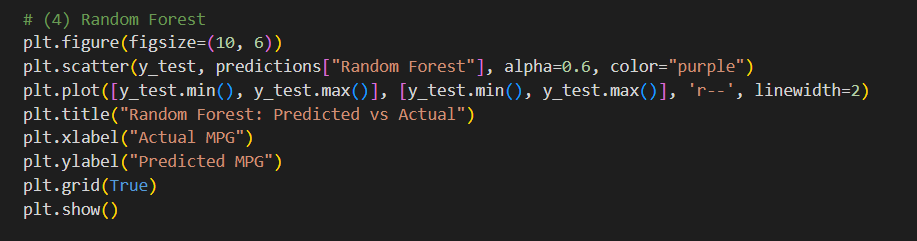 # (4) Random Forest
plt.figure(figsize=(10, 6))
plt.scatter(y_test, predictions["Random Forest"], alpha=0.6, color="purple")
plt.plot([y_test.min(), y_test.max()], [y_test.min(), y_test.max()], 'r--', linewidth=2)
plt.title("Random Forest: Predicted vs Actual")
plt.xlabel("Actual MPG")
plt.ylabel("Predicted MPG")
plt.grid(True)
plt.show()